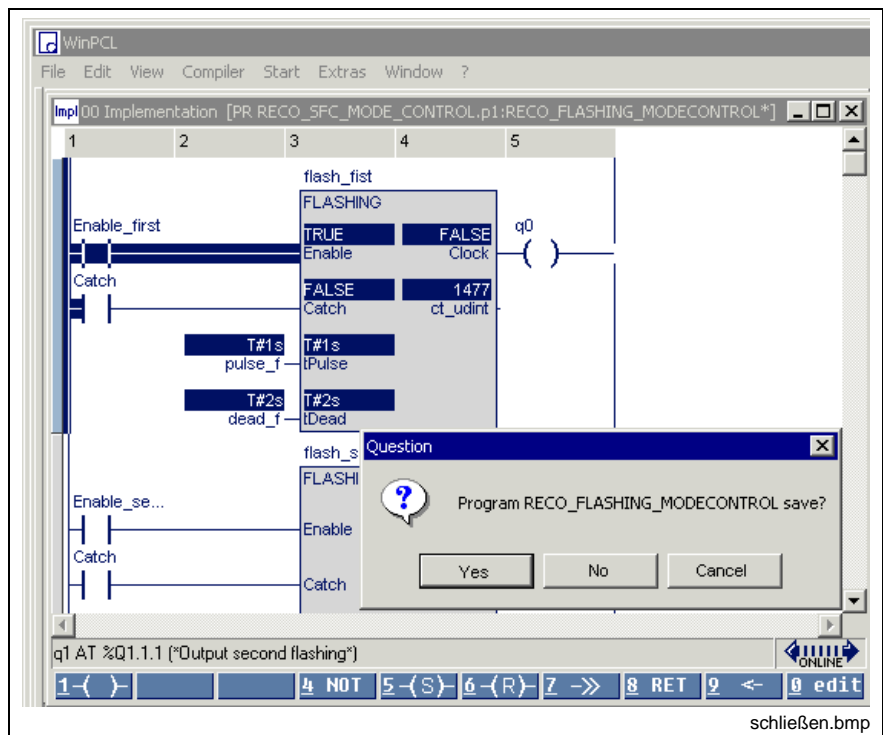 WinPCL
File Edit View Compiler Start Extras Window ?
Impl 00 Implementation [PR RECO_SFC_MODE_CONTROL.p1:RECO_FLASHING_MODECONTROL*]
1 2 3 4 5
flash_fist
FLASHING
Enable_first TRUE FALSE q0
Enable Clock
( )
Catch FALSE 1477
Catch ct_udint
T#1s T#1s
pulse_f tPulse
T#2s T#2s
dead_f tDead
flash_s
FLASHI
Enable_se...
Enable
Catch
Catch
Question
Program RECO_FLASHING_MODECONTROL save?
Yes No Cancel
q1 AT %Q1.1.1 (*Output second flashing*)
ONLINE
1-( )- 4 NOT 5-(S)- 6-(R)- 7 ->> 8 RET 9 <- 0 edit
schließen.bmp